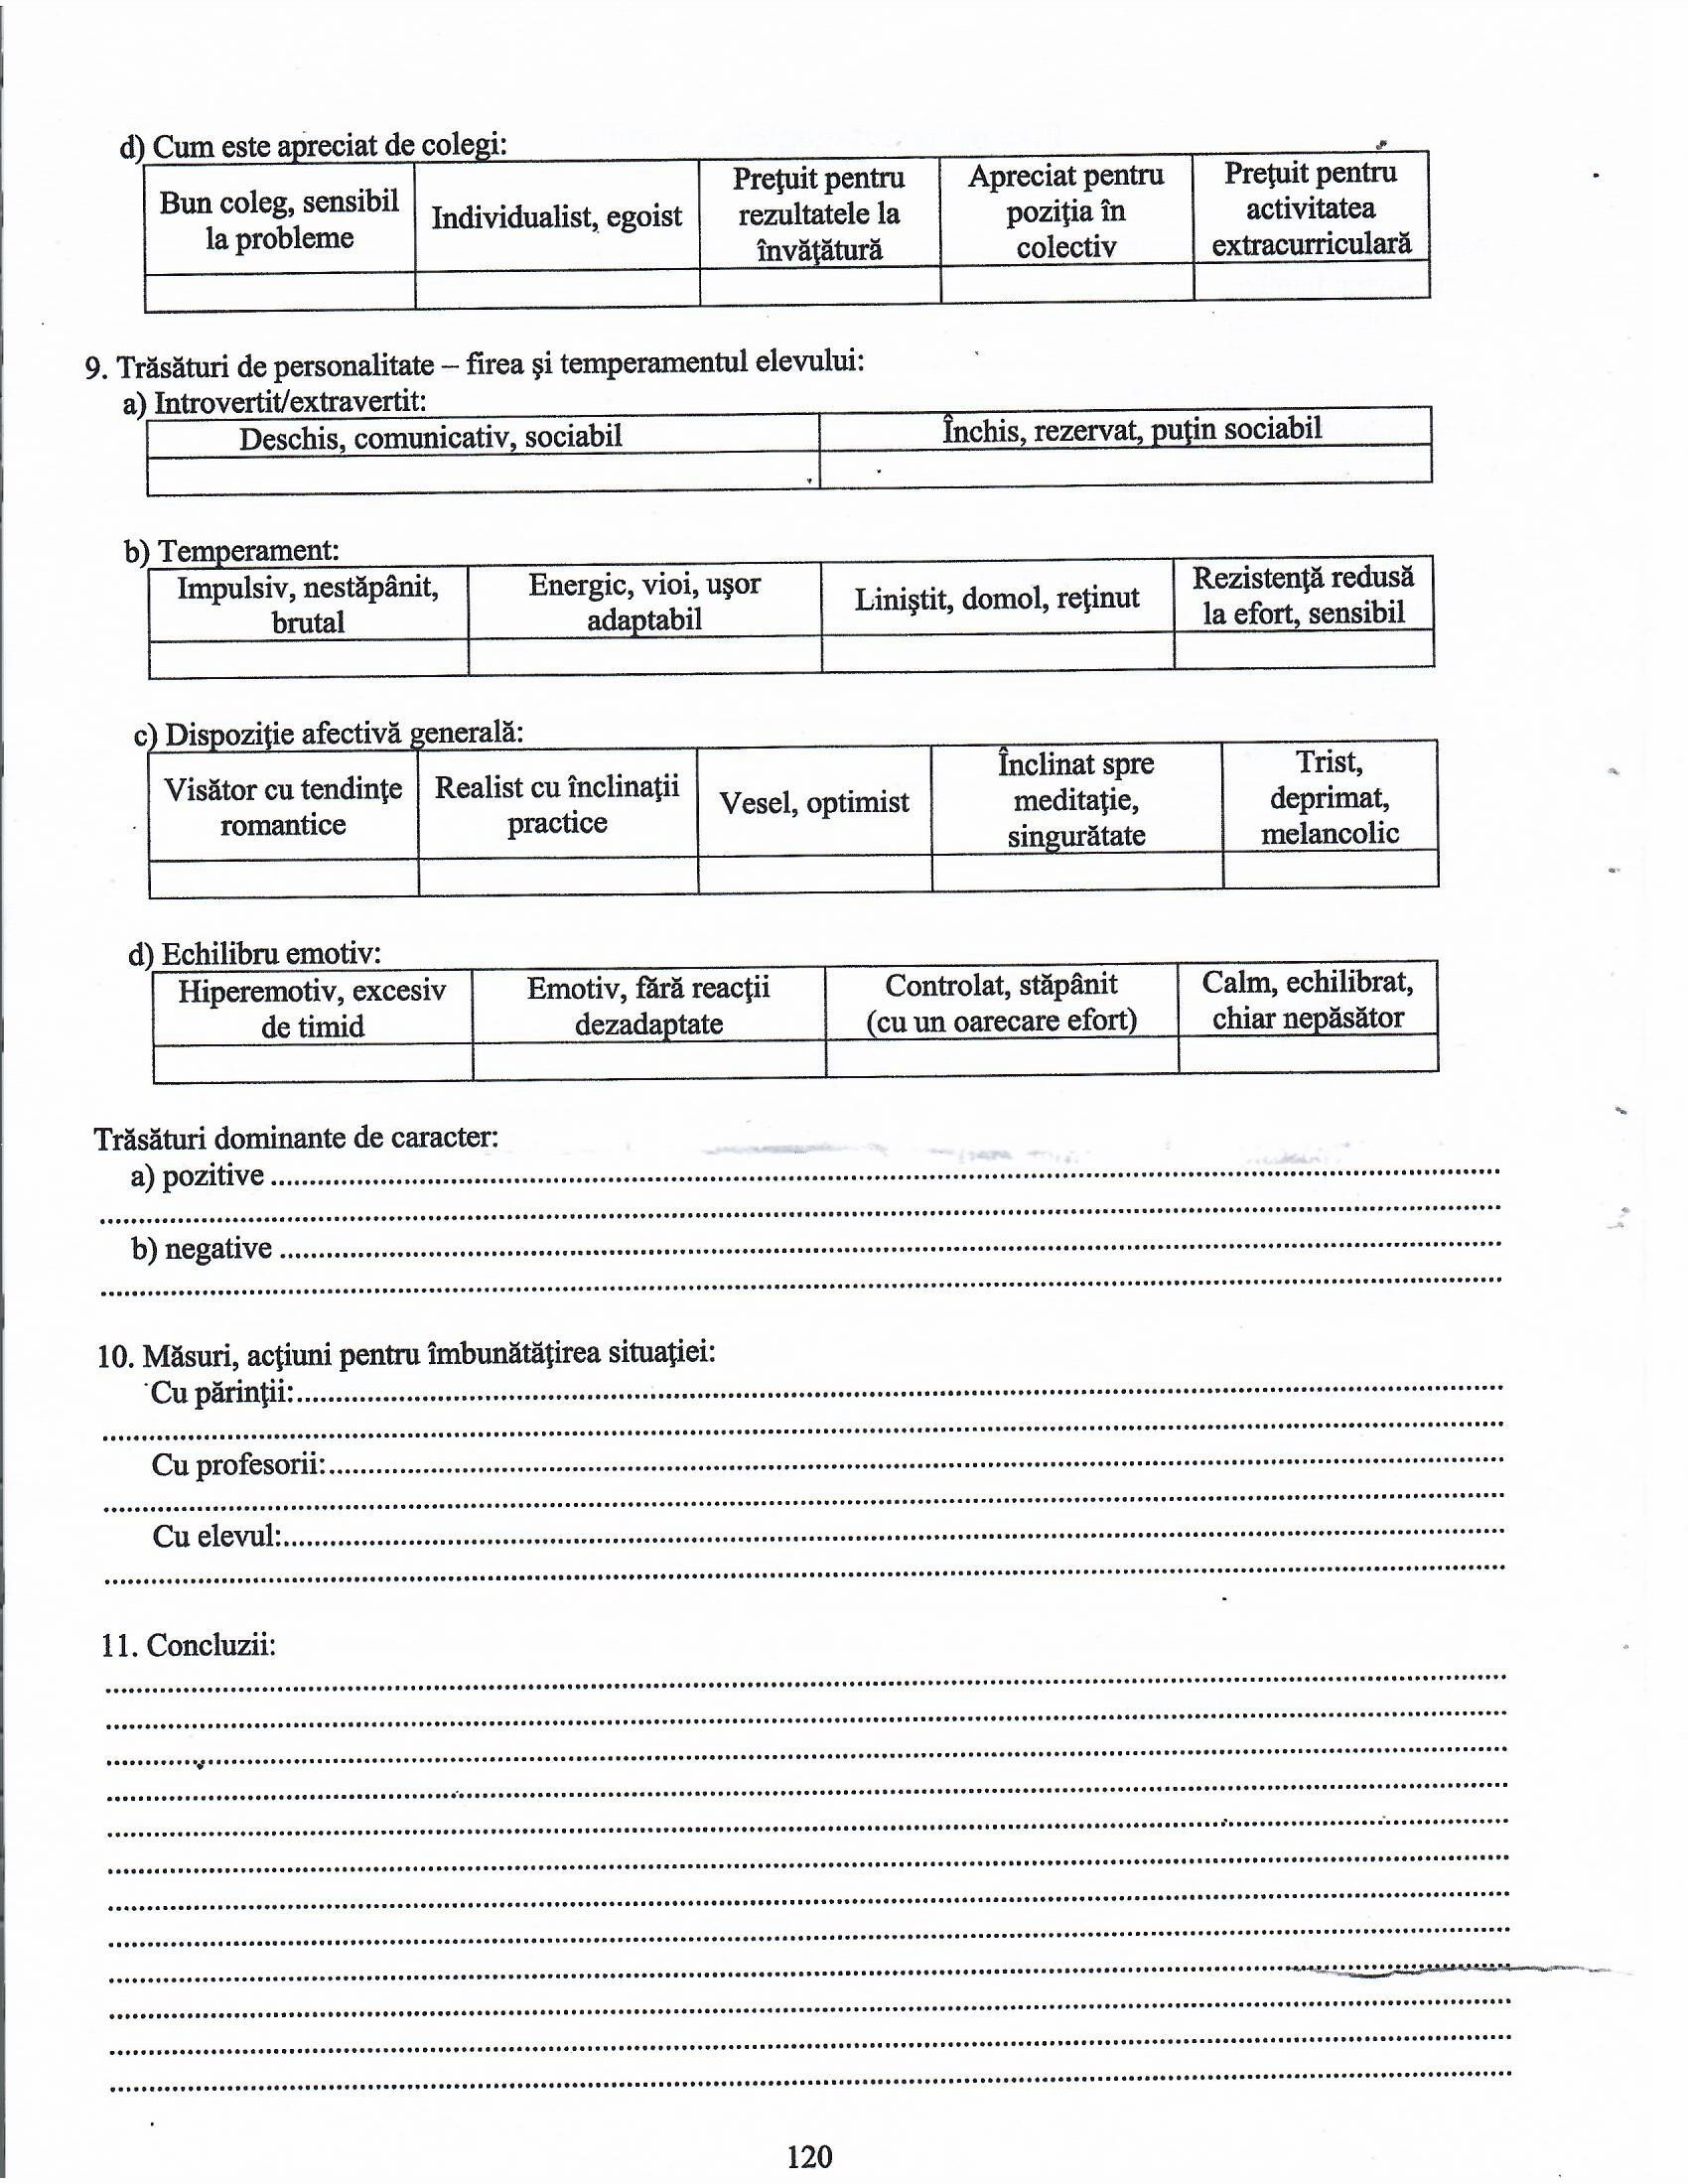 d) Cum este apreciat de colegi:
Bun coleg, sensibil la probleme
Individualist, egoist
Preţuit pentru rezultatele la învăţătură
Apreciat pentru poziţia în colectiv
Preţuit pentru activitatea extracurriculară
9. Trăsături de personalitate – firea şi temperamentul elevului:
a) Introvertit/extravertit:
Deschis, comunicativ, sociabil
Închis, rezervat, puţin sociabil
b) Temperament:
Impulsiv, nestăpânit, brutal
Energic, vioi, uşor adaptabil
Liniştit, domol, reţinut
Rezistenţă redusă la efort, sensibil
c) Dispoziţie afectivă generală:
Visător cu tendinţe romantice
Realist cu înclinaţii practice
Vesel, optimist
Înclinat spre meditaţie, singurătate
Trist, deprimat, melancolic
d) Echilibru emotiv:
Hiperemotiv, excesiv de timid
Emotiv, fără reacţii dezadaptate
Controlat, stăpânit (cu un oarecare efort)
Calm, echilibrat, chiar nepăsător
Trăsături dominante de caracter:
a) pozitive
b) negative
10. Măsuri, acţiuni pentru îmbunătăţirea situaţiei:
Cu părinţii:
Cu profesorii:
Cu elevul:
11. Concluzii:
120